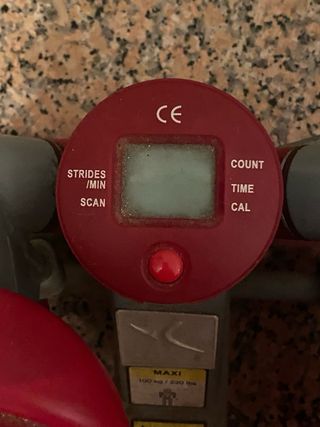 CE
STRIDES
/MIN
SCAN
COUNT
TIME
CAL
MAXI
100 kg / 220 lbs